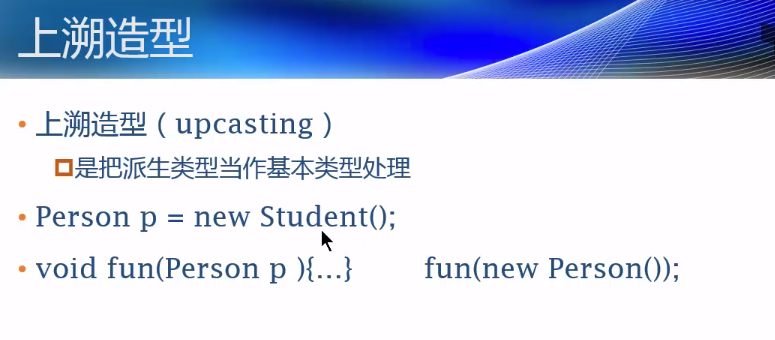 上溯造型
• 上溯造型（upcasting）
是把派生类型当作基本类型处理
• Person p = new Student();
• void fun(Person p ){...} fun(new Person());